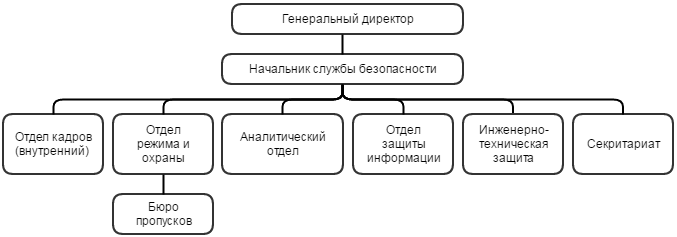 Генеральный директор
Начальник службы безопасности
Отдел кадров
(внутренний)
Отдел
режима и
охраны
Аналитический
отдел
Отдел
защиты
информации
Инженерно-
техническая
защита
Секритариат
Бюро
пропусков